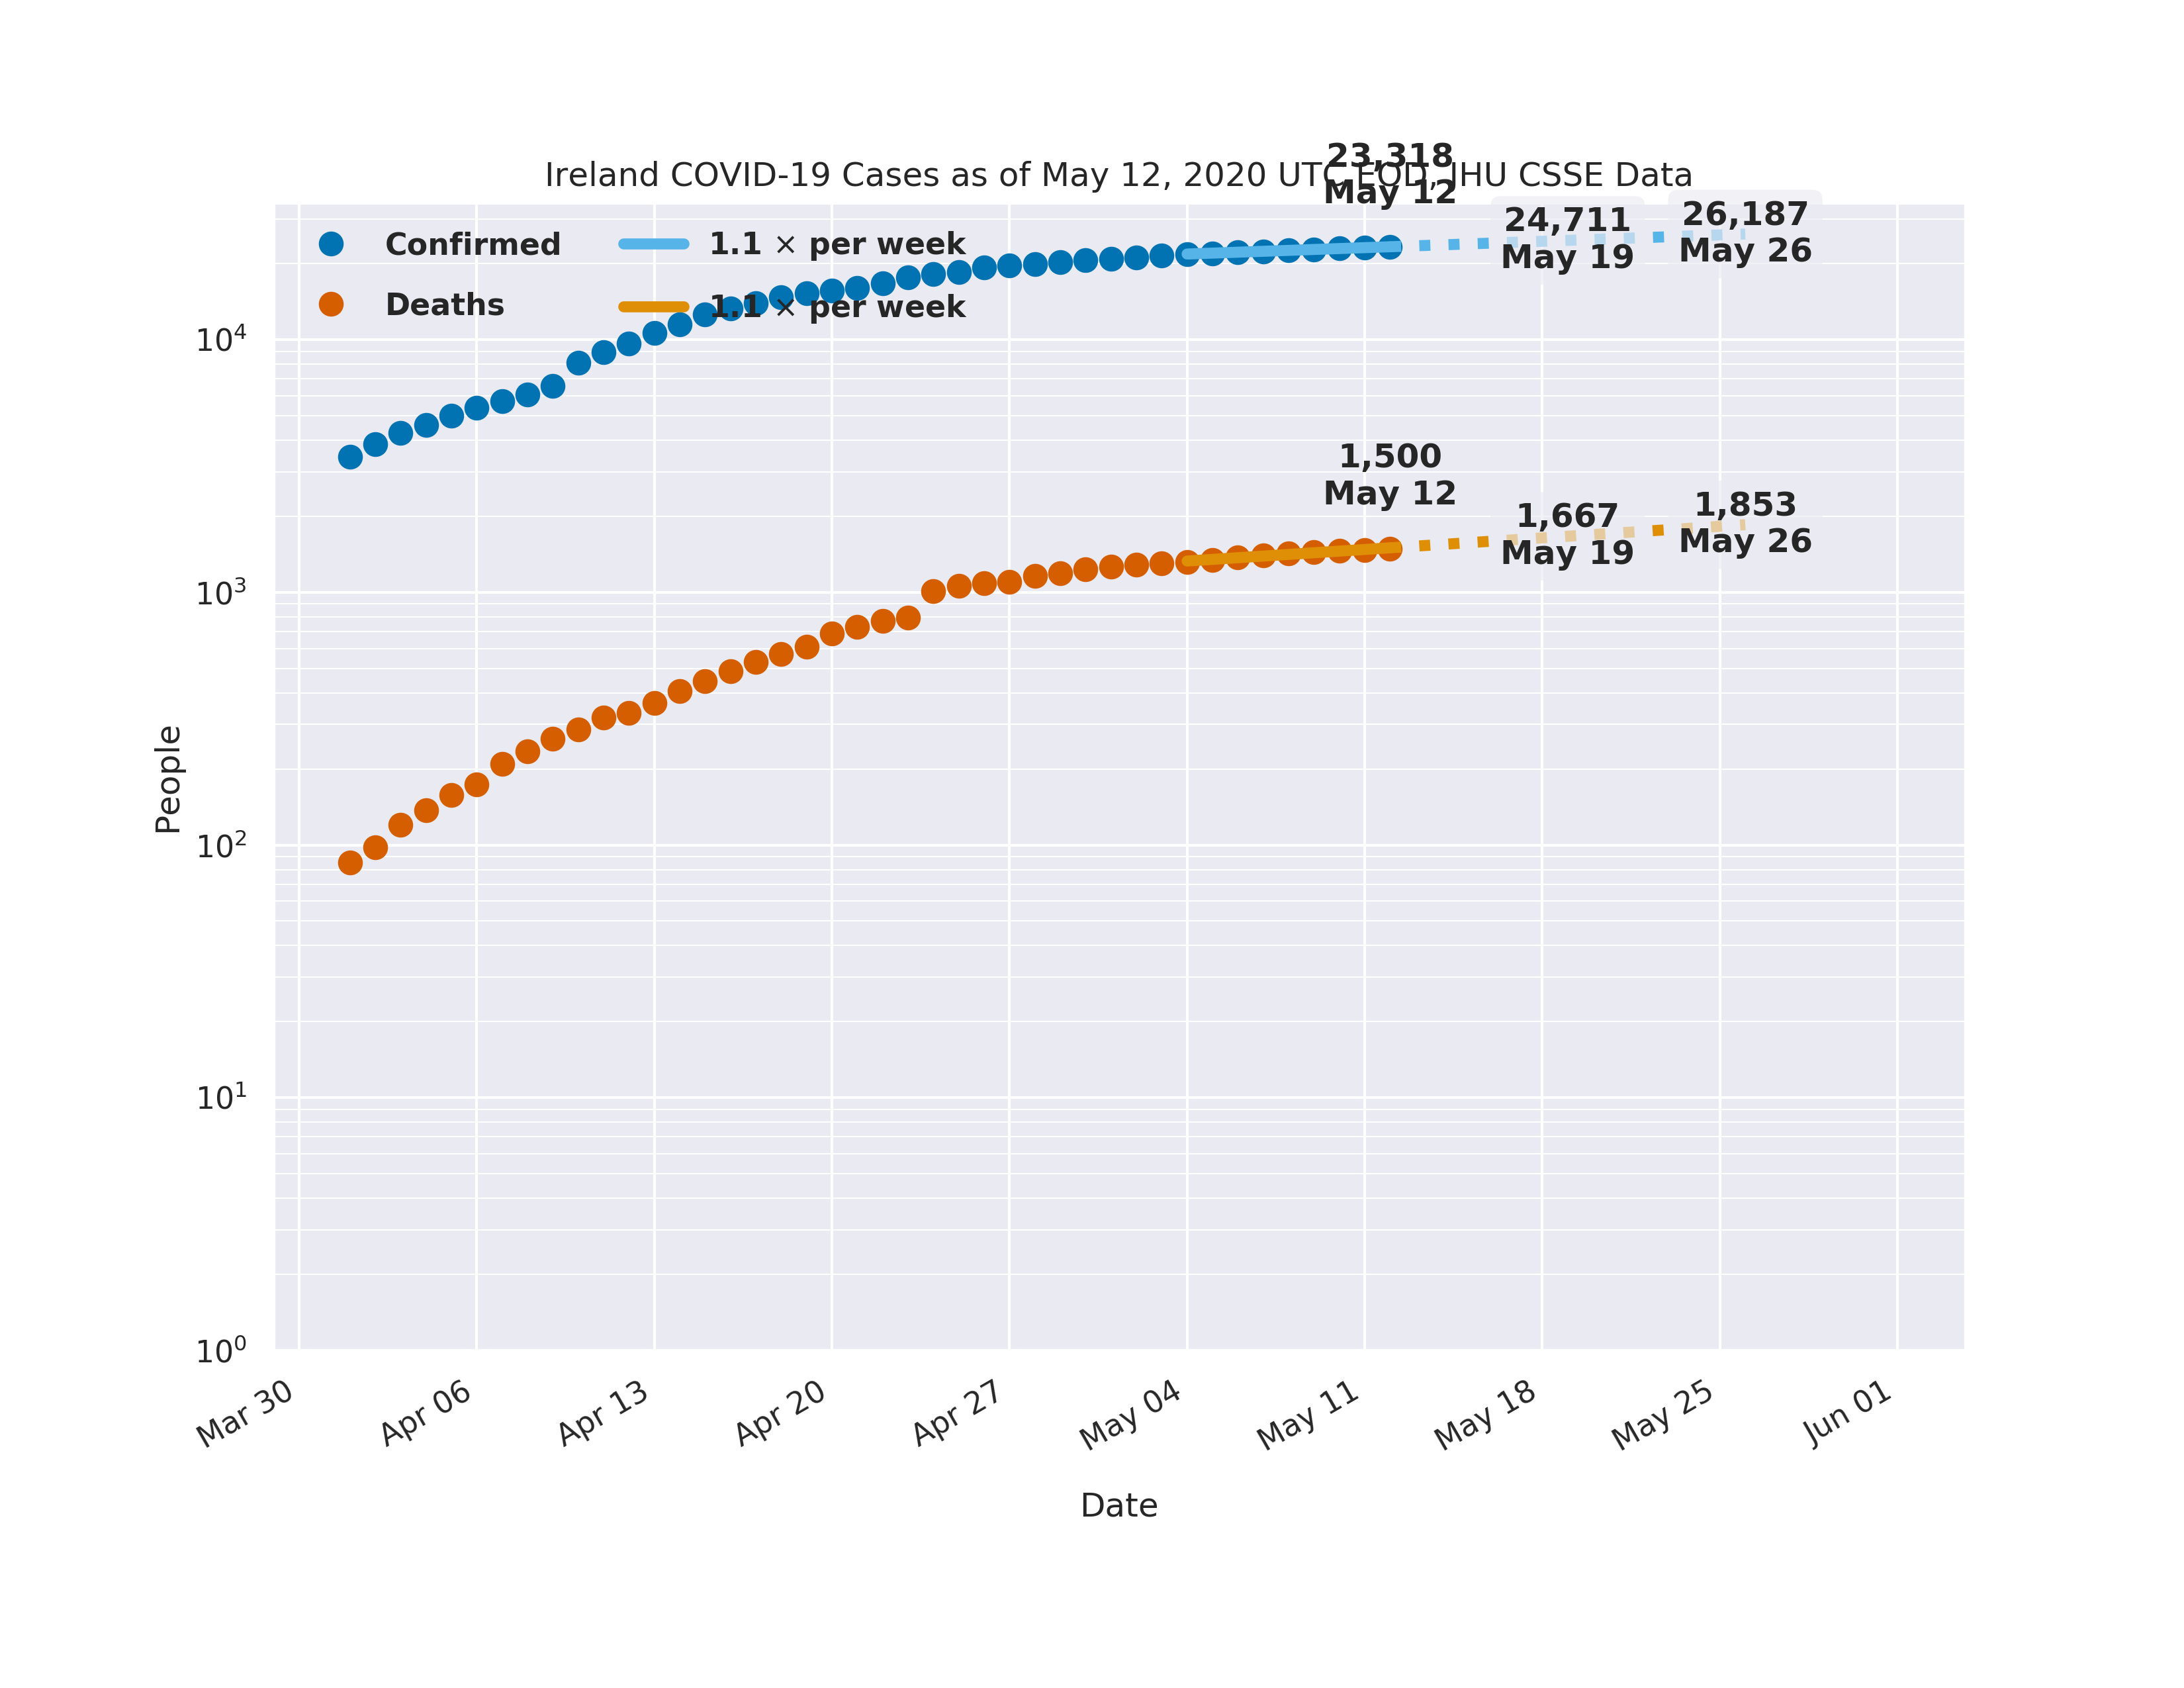 Ireland COVID-19 Cases as of May 12, 2020 UTC EOD, JHU CSSE Data
23,318
May 12
24,711
May 19
26,187
May 26
Confirmed
Deaths
1.1 × per week
1.1 × per week
1,500
May 12
1,667
May 19
1,853
May 26
People
10⁴
10³
10²
10¹
10⁰
Mar 30
Apr 06
Apr 13
Apr 20
Apr 27
May 04
May 11
May 18
May 25
Jun 01
Date